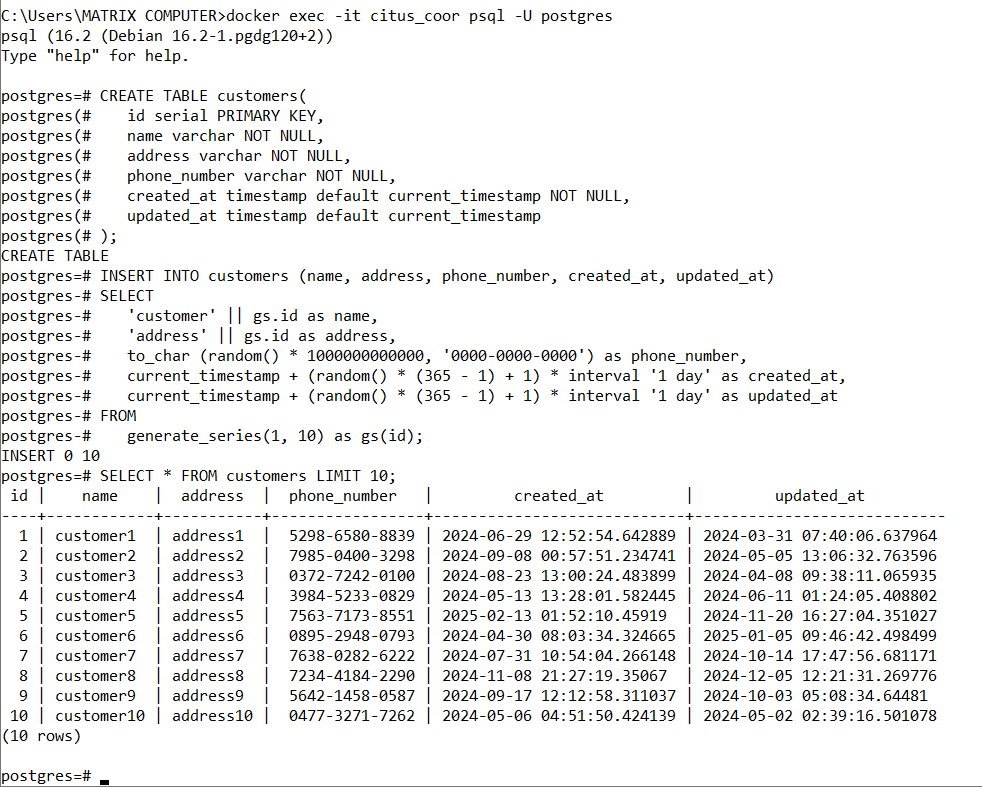 C:\Users\MATRIX COMPUTER>docker exec -it citus_coor psql -U postgres
psql (16.2 (Debian 16.2-1.pgdg120+2))
Type "help" for help.

postgres=# CREATE TABLE customers(
postgres(#    id serial PRIMARY KEY,
postgres(#    name varchar NOT NULL,
postgres(#    address varchar NOT NULL,
postgres(#    phone_number varchar NOT NULL,
postgres(#    created_at timestamp default current_timestamp NOT NULL,
postgres(#    updated_at timestamp default current_timestamp
postgres(# );
CREATE TABLE
postgres=# INSERT INTO customers (name, address, phone_number, created_at, updated_at)
postgres-# SELECT
postgres-#    'customer' || gs.id as name,
postgres-#    'address' || gs.id as address,
postgres-#    to_char (random() * 1000000000000, '0000-0000-0000') as phone_number,
postgres-#    current_timestamp + (random() * (365 - 1) + 1) * interval '1 day' as created_at,
postgres-#    current_timestamp + (random() * (365 - 1) + 1) * interval '1 day' as updated_at
postgres-# FROM
postgres-#    generate_series(1, 10) as gs(id);
INSERT 0 10
postgres=# SELECT * FROM customers LIMIT 10;
 id |    name    |  address  |  phone_number   |         created_at         |         updated_at
----+------------+-----------+-----------------+----------------------------+----------------------------
  1 | customer1  | address1  |  5298-6580-8839 | 2024-06-29 12:52:54.642889 | 2024-03-31 07:40:06.637964
  2 | customer2  | address2  |  7985-0400-3298 | 2024-09-08 00:57:51.234741 | 2024-05-05 13:06:32.763596
  3 | customer3  | address3  |  0372-7242-0100 | 2024-08-23 13:00:24.483899 | 2024-04-08 09:38:11.065935
  4 | customer4  | address4  |  3984-5233-0829 | 2024-05-13 13:28:01.582445 | 2024-06-11 01:24:05.408802
  5 | customer5  | address5  |  7563-7173-8551 | 2025-02-13 01:52:10.45919  | 2024-11-20 16:27:04.351027
  6 | customer6  | address6  |  0895-2948-0793 | 2024-04-30 08:03:34.324665 | 2025-01-05 09:46:42.498499
  7 | customer7  | address7  |  7638-0282-6222 | 2024-07-31 10:54:04.266148 | 2024-10-14 17:47:56.681171
  8 | customer8  | address8  |  7234-4184-2290 | 2024-11-08 21:27:19.35067  | 2024-12-05 12:21:31.269776
  9 | customer9  | address9  |  5642-1458-0587 | 2024-09-17 12:12:58.311037 | 2024-10-03 05:08:34.64481
 10 | customer10 | address10 |  0477-3271-7262 | 2024-05-06 04:51:50.424139 | 2024-05-02 02:39:16.501078
(10 rows)

postgres=#